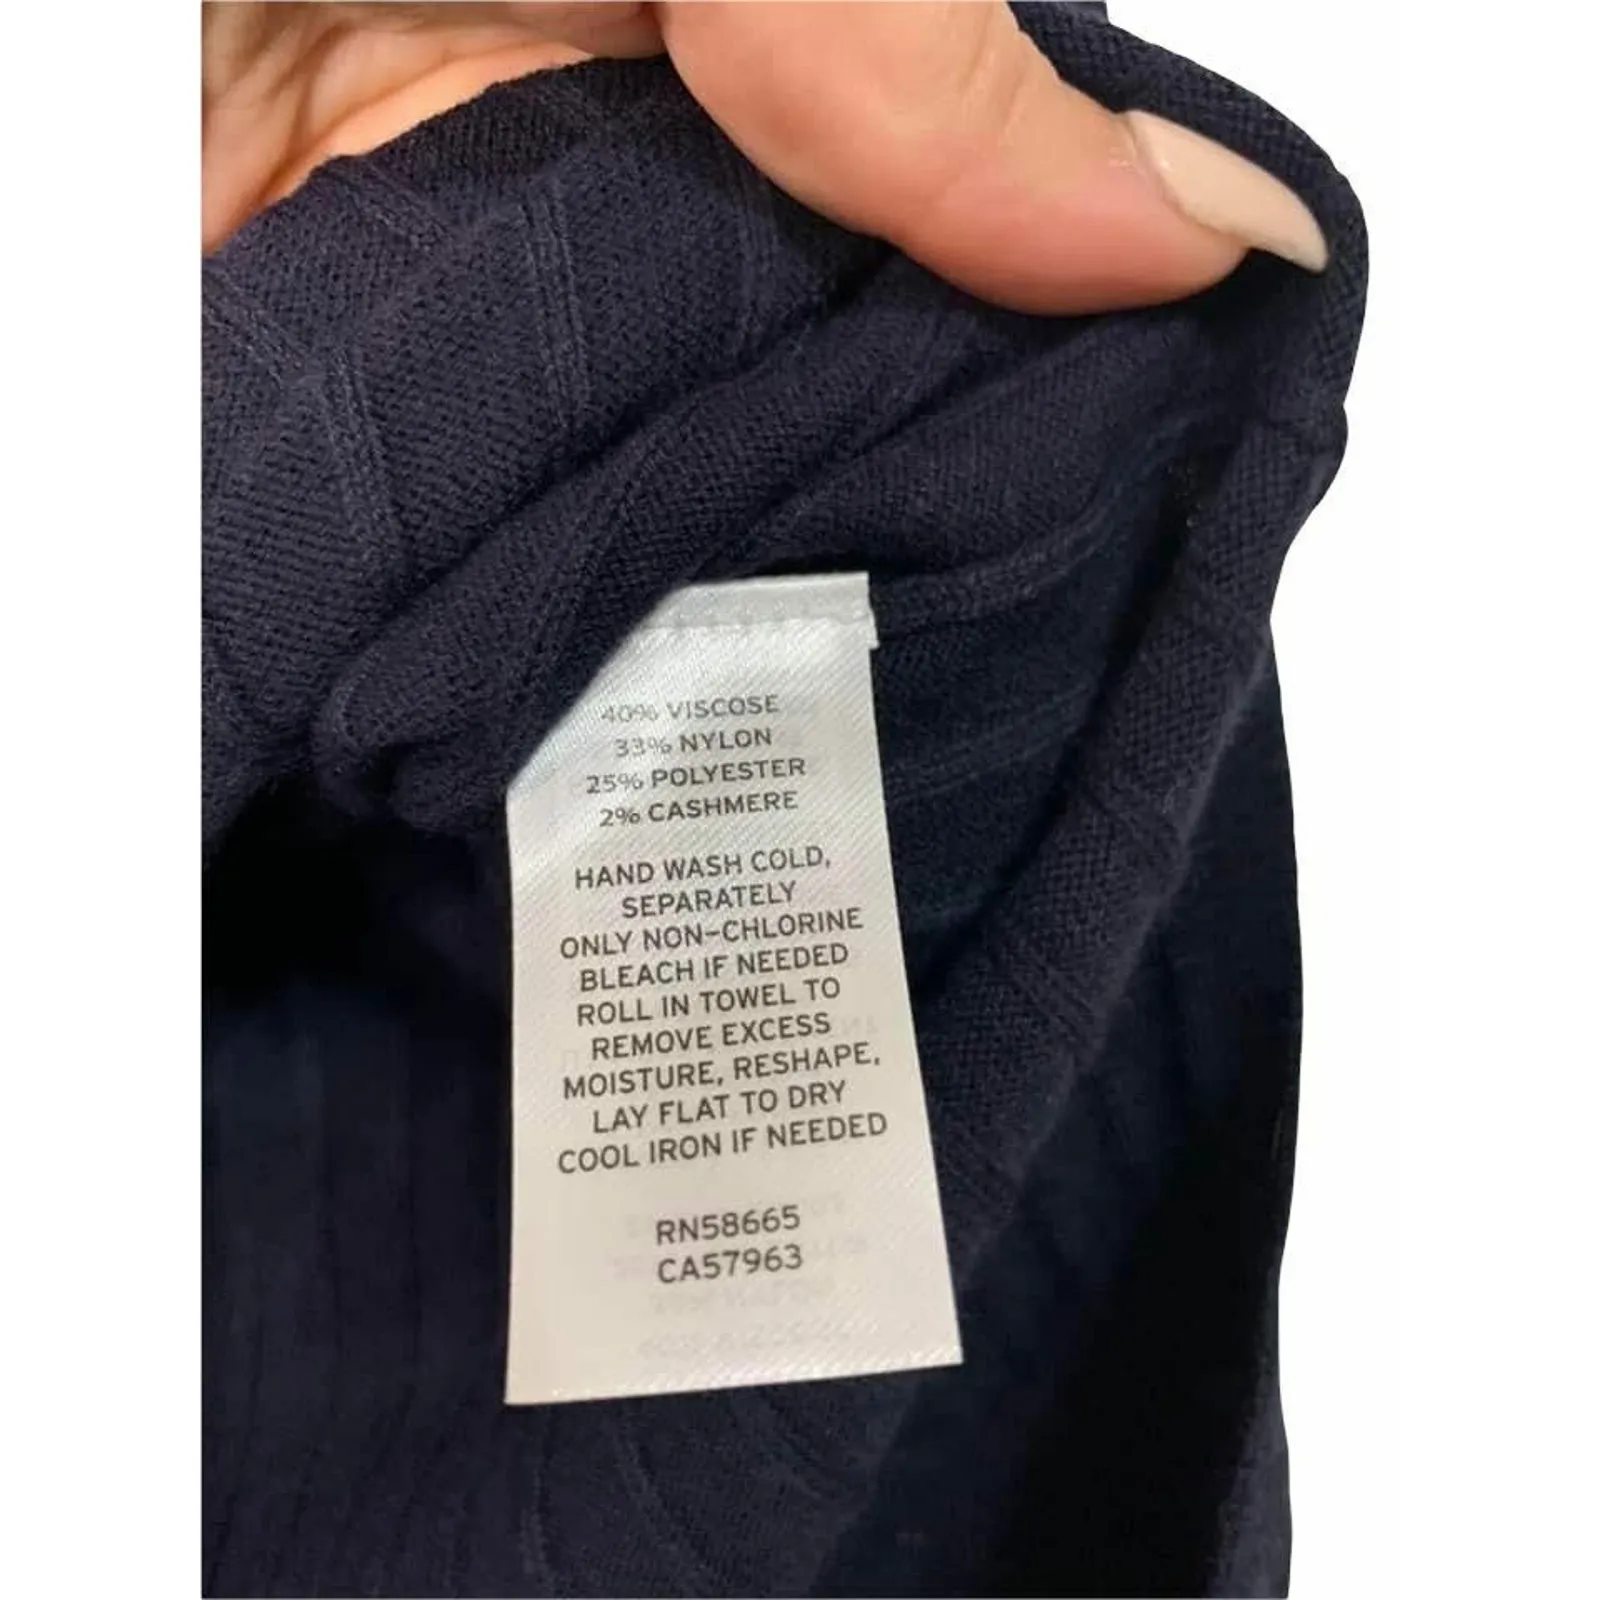 40% VISCOSE
33% NYLON
25% POLYESTER
2% CASHMERE
HAND WASH COLD,
SEPARATELY
ONLY NON-CHLORINE
BLEACH IF NEEDED
ROLL IN TOWEL TO
REMOVE EXCESS
MOISTURE, RESHAPE,
LAY FLAT TO DRY
COOL IRON IF NEEDED
RN58665
CA57963